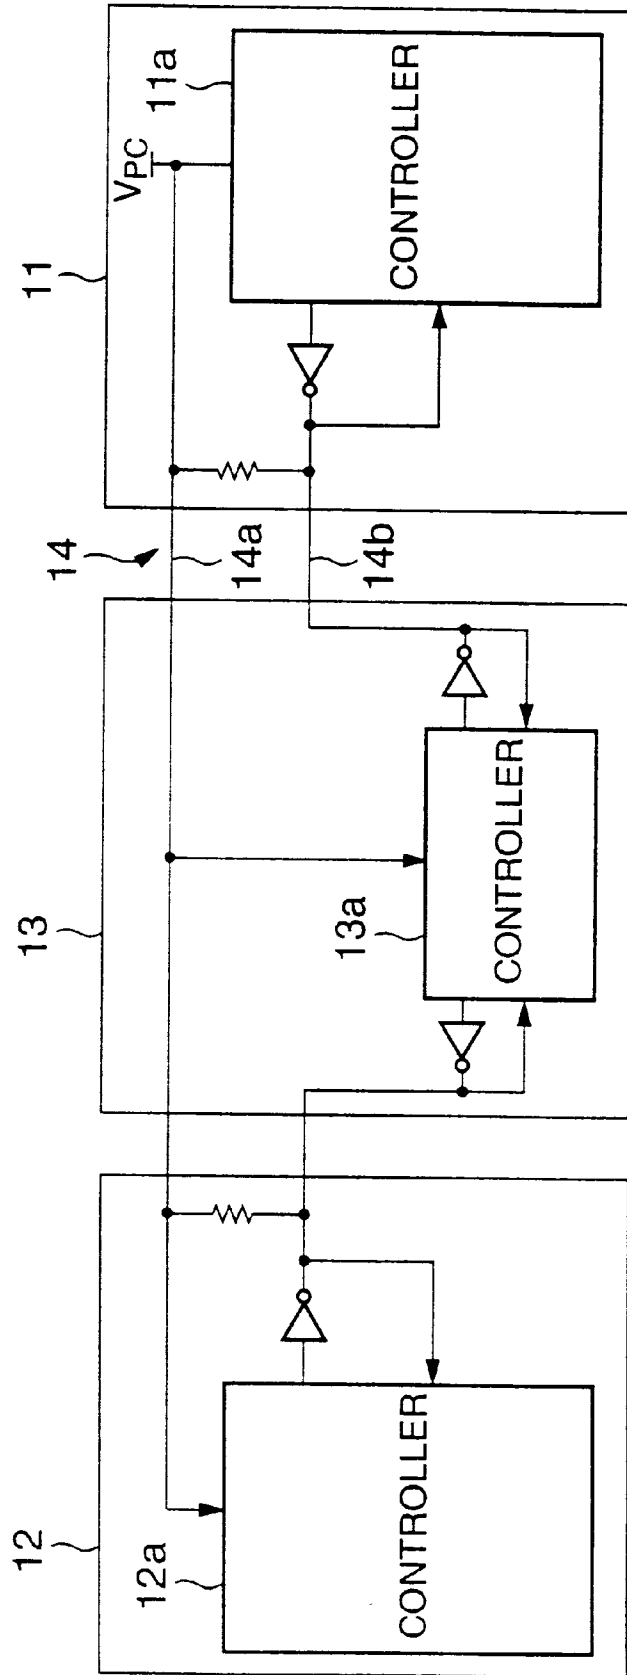 12
12a
CONTROLLER
13
13a
CONTROLLER
14
14a
14b
11
VPC
11a
CONTROLLER